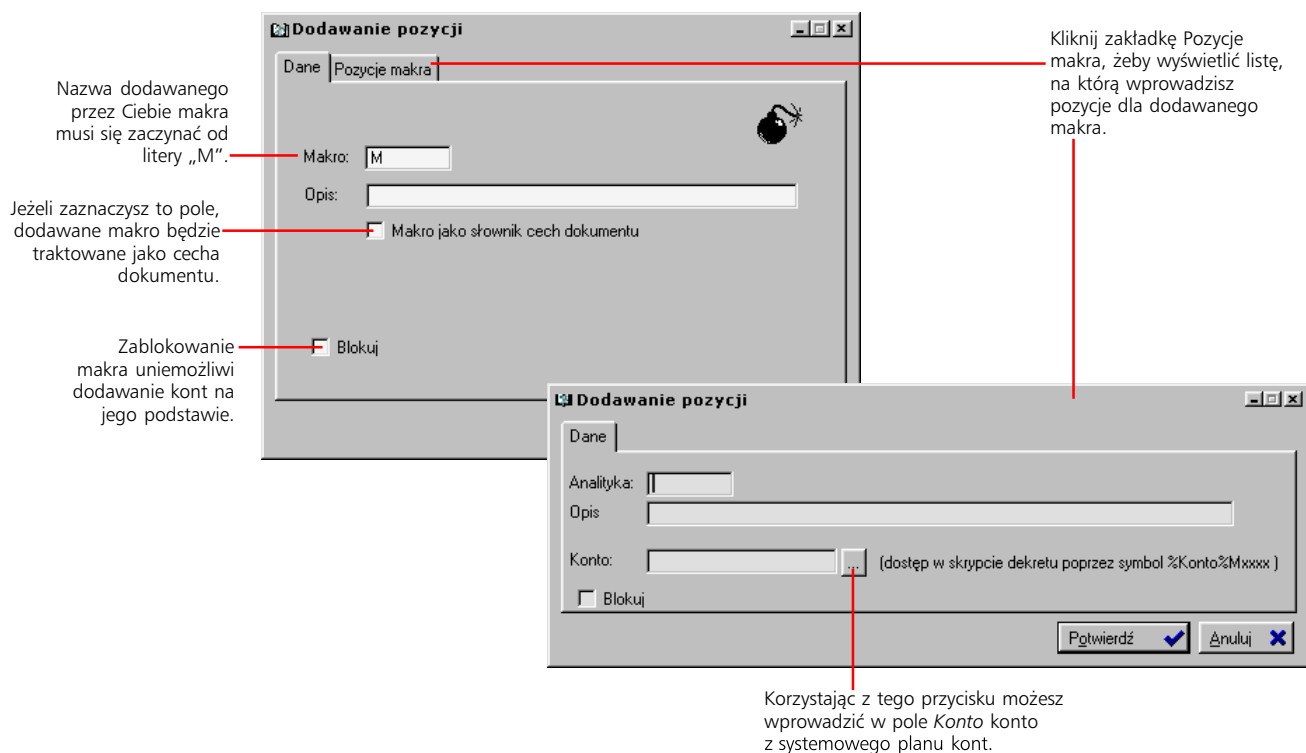 Dodawanie pozycji
Dane
Pozycje makra
Makro:
M
Opis:
Makro jako słownik cech dokumentu
Blokuj
Nazwa dodawanego
przez Ciebie makra
musi się zaczynać od
litery „M”.
Jeżeli zaznaczysz to pole,
dodawane makro będzie
traktowane jako cecha
dokumentu.
Zablokowanie
makra uniemożliwi
dodawanie kont na
jego podstawie.
Kliknij zakładkę Pozycje
makra, żeby wyświetlić listę,
na którą wprowadzisz
pozycje dla dodawanego
makra.
Dodawanie pozycji
Dane
Analityka:
Opis
Konto:
...
(dostęp w skrypcie dekretu poprzez symbol %Konto%Mxxxx )
Blokuj
Potwierdź
Anuluj
Korzystając z tego przycisku możesz
wprowadzić w pole Konto konto
z systemowego planu kont.